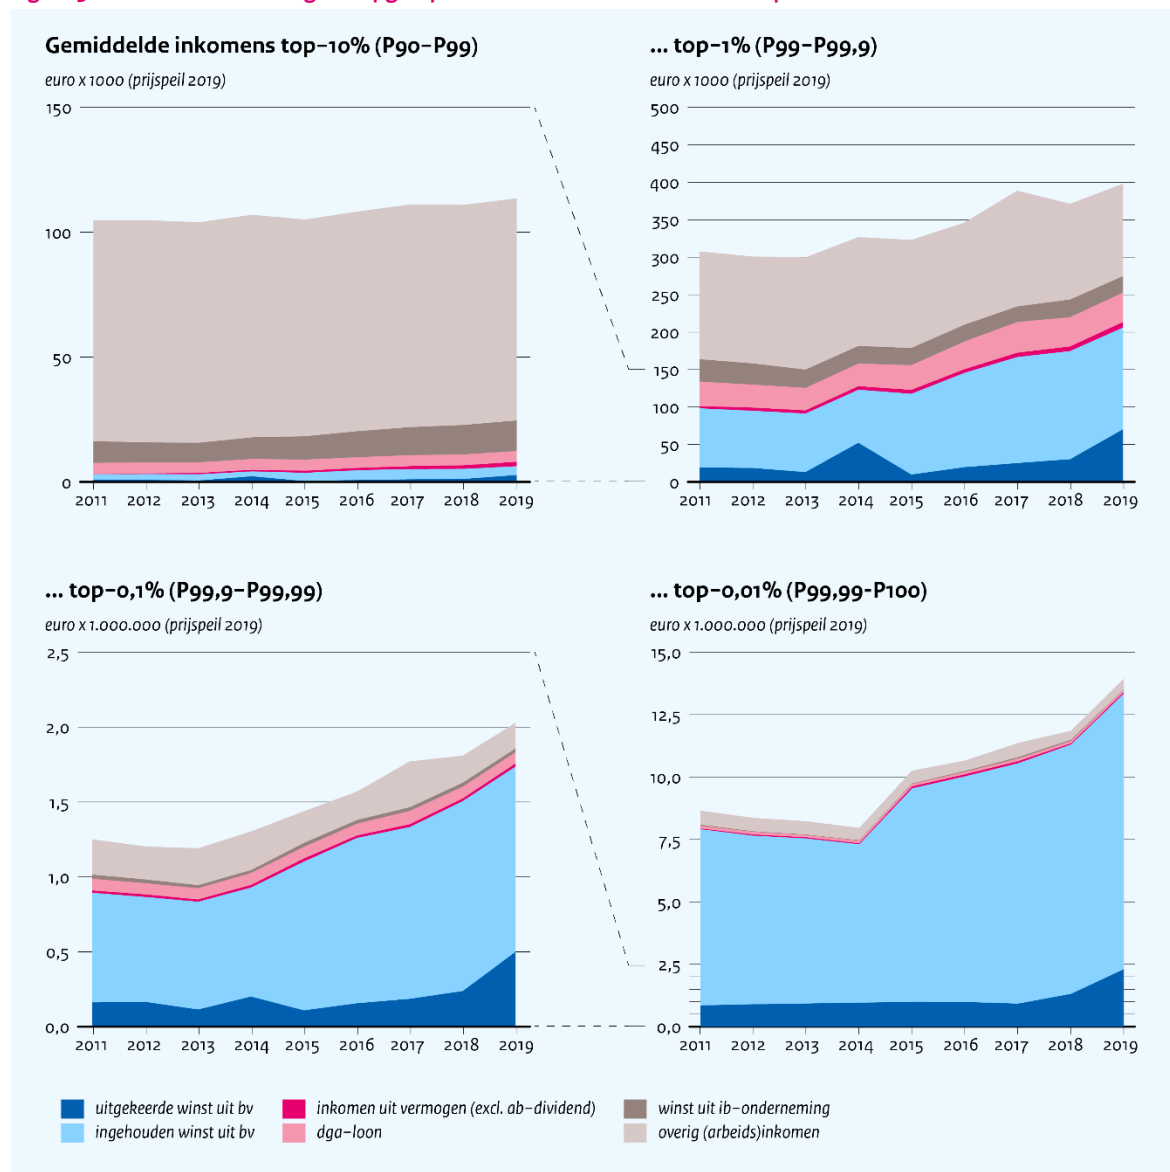 Gemiddelde inkomens top-10% (P90-P99)
euro x 1000 (prijspeil 2019)
150
100
50
0
2011 2012 2013 2014 2015 2016 2017 2018 2019
... top-1% (P99-P99,9)
euro x 1000 (prijspeil 2019)
500
450
400
350
300
250
200
150
100
50
0
2011 2012 2013 2014 2015 2016 2017 2018 2019
... top-0,1% (P99,9-P99,99)
euro x 1.000.000 (prijspeil 2019)
2,5
2,0
1,5
1,0
0,5
0,0
2011 2012 2013 2014 2015 2016 2017 2018 2019
... top-0,01% (P99,99-P100)
euro x 1.000.000 (prijspeil 2019)
15,0
12,5
10,0
7,5
5,0
2,5
0,0
2011 2012 2013 2014 2015 2016 2017 2018 2019
uitgekeerde winst uit bv
ingehouden winst uit bv
inkomen uit vermogen (excl. ab-dividend)
dga-loon
winst uit ib-onderneming
overig (arbeids)inkomen